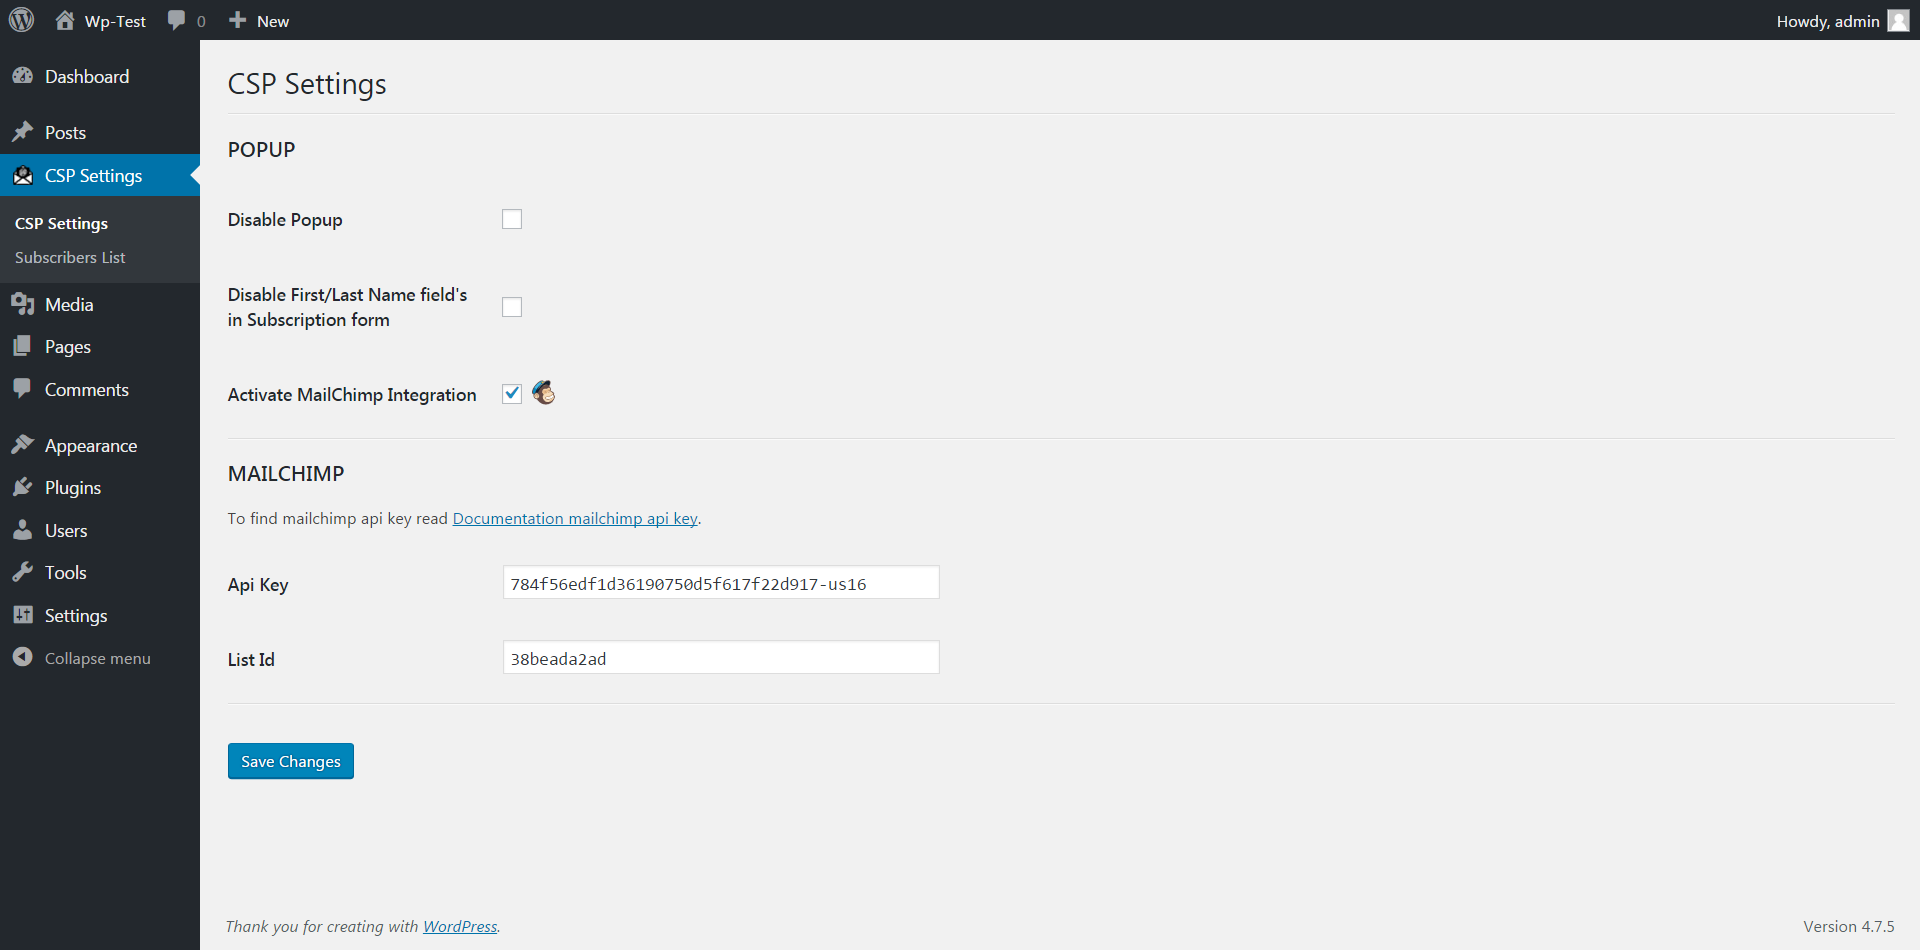 Wp-Test 0 New Howdy, admin
Dashboard
Posts
CSP Settings
CSP Settings
Subscribers List
Media
Pages
Comments
Appearance
Plugins
Users
Tools
Settings
Collapse menu
CSP Settings
POPUP
Disable Popup
Disable First/Last Name field's
in Subscription form
Activate MailChimp Integration
MAILCHIMP
To find mailchimp api key read Documentation mailchimp api key.
Api Key 784f56edf1d36190750d5f617f22d917-us16
List Id 38beada2ad
Save Changes
Thank you for creating with WordPress. Version 4.7.5